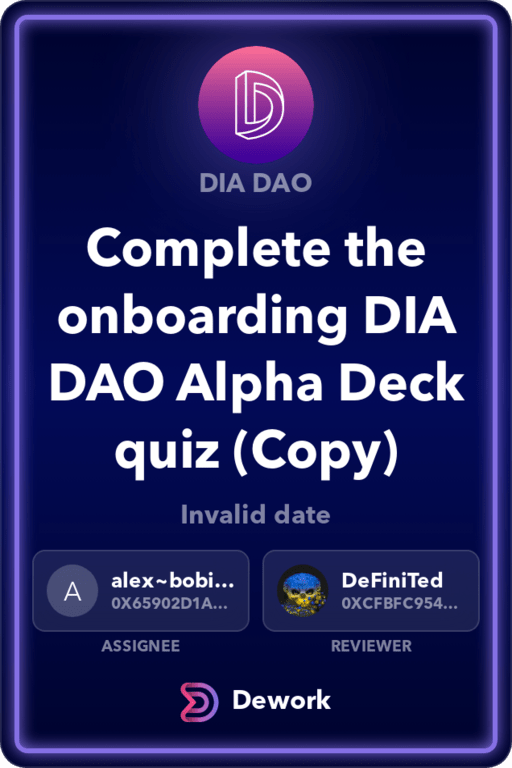 DIA DAO
Complete the
onboarding DIA
DAO Alpha Deck
quiz (Copy)
Invalid date
A
alex~bobi...
0X65902D1A...
ASSIGNEE
DeFiniTed
0XCFBFC954...
REVIEWER
Dework